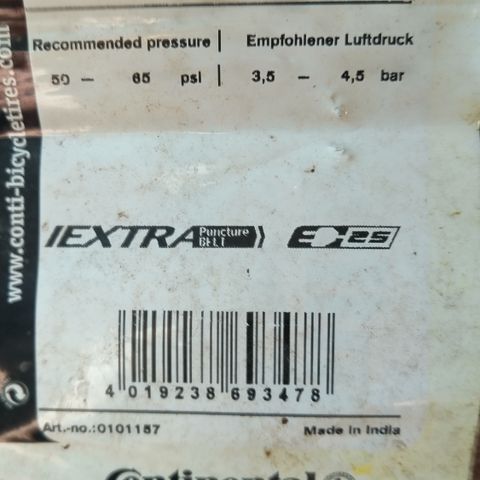 Recommended pressure | Empfohlener Luftdruck
50 – 65 psi | 3,5 – 4,5 bar
www.conti-bicycletires.com
EXTRA Puncture BELT
E25
4 019238 693478
Art.-no.:0101157
Made in India
Continental